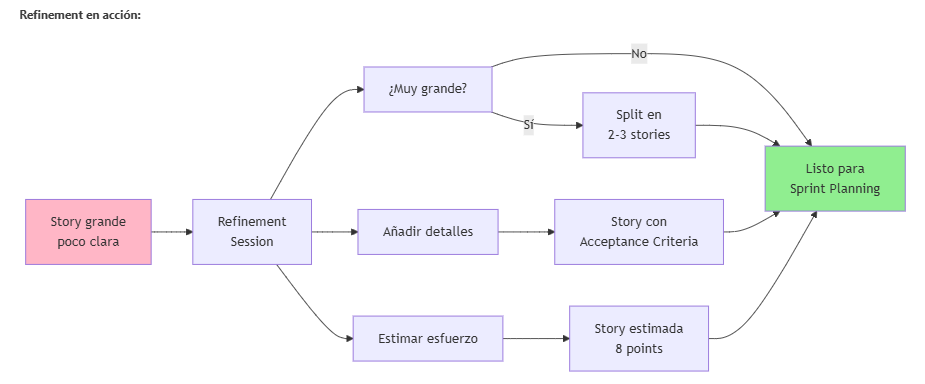 Refinement en acción:
Story grande
poco clara
Refinement
Session
¿Muy grande?
No
Sí
Split en
2-3 stories
Añadir detalles
Story con
Acceptance Criteria
Estimar esfuerzo
Story estimada
8 points
Listo para
Sprint Planning